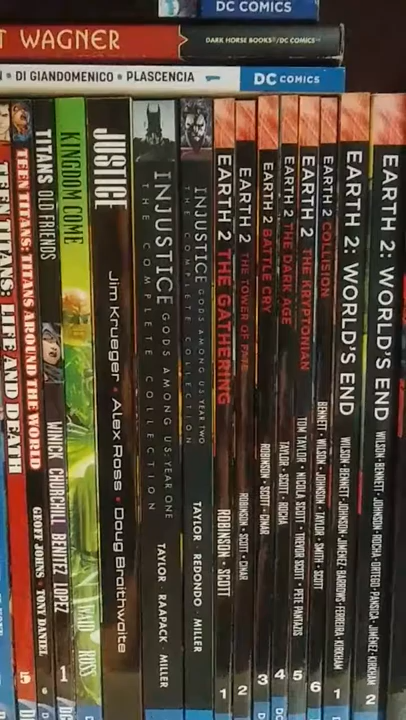 DC COMICS
T WAGNER DARK HORSE BOOKS®/DC COMICS
• DI GIANDOMENICO • PLASCENCIA 1 DC COMICS
TEEN TITANS: LIFE AND DEATH
TEEN TITANS: TITANS AROUND THE WORLD GEOFF JOHNS • TONY DANIEL 6
TITANS OLD FRIENDS WINICK CHURCHILL BENITEZ LOPEZ 1
KINGDOM COME WAID ROSS
JUSTICE Jim Krueger • Alex Ross • Doug Braithwaite
INJUSTICE GODS AMONG US: YEAR ONE THE COMPLETE COLLECTION TAYLOR RAAPACK MILLER
INJUSTICE GODS AMONG US: YEAR TWO THE COMPLETE COLLECTION TAYLOR REDONDO MILLER
EARTH 2 THE GATHERING ROBINSON • SCOTT 1
EARTH 2 THE TOWER OF FATE ROBINSON • SCOTT • CINAR 2
EARTH 2 BATTLE CRY ROBINSON • SCOTT • CINAR 3
EARTH 2 THE DARK AGE TAYLOR • SCOTT • ROCHA 4
EARTH 2 THE KRYPTONIAN TOM TAYLOR • NICOLA SCOTT • TREVOR SCOTT • PETE PANTAZIS 5
EARTH 2 COLLISION BENNETT • WILSON • JOHNSON • TAYLOR • SMITH • SCOTT 6
EARTH 2: WORLD'S END WILSON • BENNETT • JOHNSON • JIMÉNEZ • BARROWS • FERREIRA • KIRKHAM 1
EARTH 2: WORLD'S END WILSON • BENNETT • JOHNSON • ROCHA • ORTEGO • PANSICA • JIMÉNEZ • KIRKHAM 2